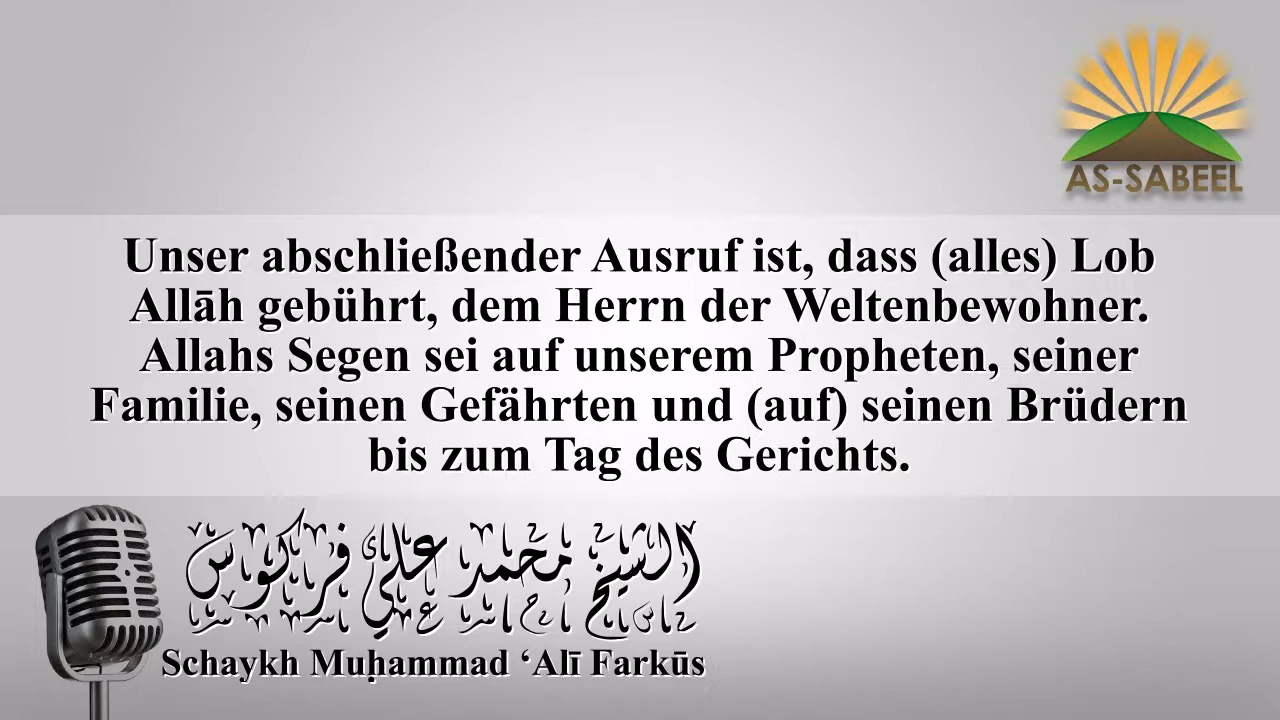 AS-SABEEL
Unser abschließender Ausruf ist, dass (alles) Lob
Allāh gebührt, dem Herrn der Weltenbewohner.
Allahs Segen sei auf unserem Propheten, seiner
Familie, seinen Gefährten und (auf) seinen Brüdern
bis zum Tag des Gerichts.
الشيخ محمد علي فركوس
Schaykh Muḥammad ‘Alī Farkūs